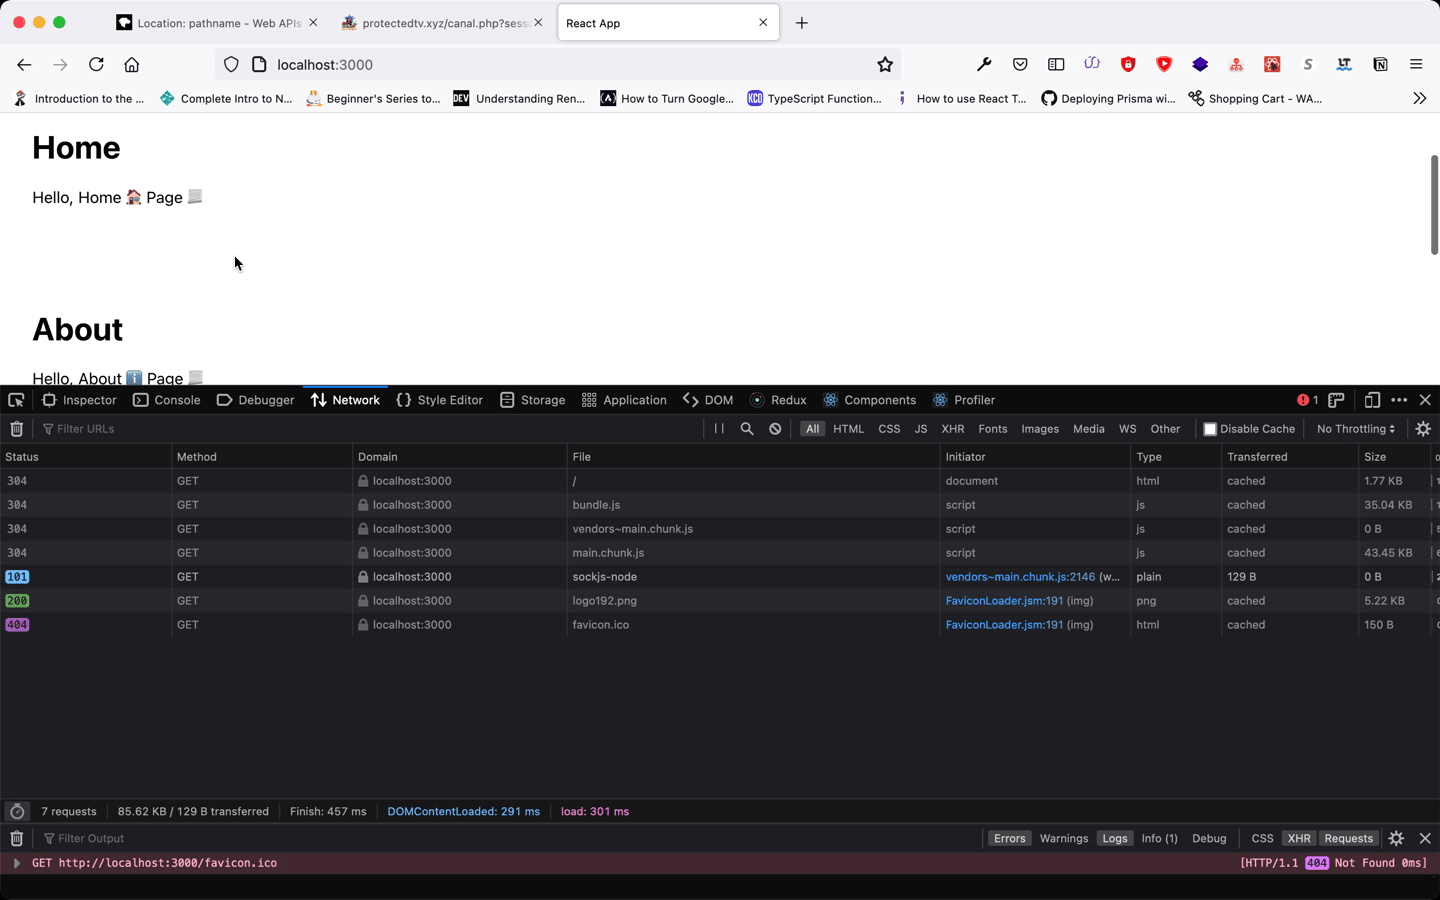 Location: pathname - Web APIs
protectedtv.xyz/canal.php?sess
React App
localhost:3000
Introduction to the ...
Complete Intro to N...
Beginner's Series to...
DEV
Understanding Ren...
How to Turn Google...
KCD
TypeScript Function...
How to use React T...
Deploying Prisma wi...
Shopping Cart - WA...
Home
Hello, Home 🏠 Page 📃
About
Hello, About ℹ️ Page 📃
Inspector Console Debugger Network Style Editor Storage Application DOM Redux Components Profiler 1
Filter URLs All HTML CSS JS XHR Fonts Images Media WS Other Disable Cache No Throttling
Status Method Domain File Initiator Type Transferred Size
304 GET localhost:3000 / document html cached 1.77 KB
304 GET localhost:3000 bundle.js script js cached 35.04 KB
304 GET localhost:3000 vendors~main.chunk.js script js cached 0 B
304 GET localhost:3000 main.chunk.js script js cached 43.45 KB
101 GET localhost:3000 sockjs-node vendors~main.chunk.js:2146 (w... plain 129 B 0 B
200 GET localhost:3000 logo192.png FaviconLoader.jsm:191 (img) png cached 5.22 KB
404 GET localhost:3000 favicon.ico FaviconLoader.jsm:191 (img) html cached 150 B
7 requests 85.62 KB / 129 B transferred Finish: 457 ms DOMContentLoaded: 291 ms load: 301 ms
Filter Output Errors Warnings Logs Info (1) Debug CSS XHR Requests
GET http://localhost:3000/favicon.ico [HTTP/1.1 404 Not Found 0ms]